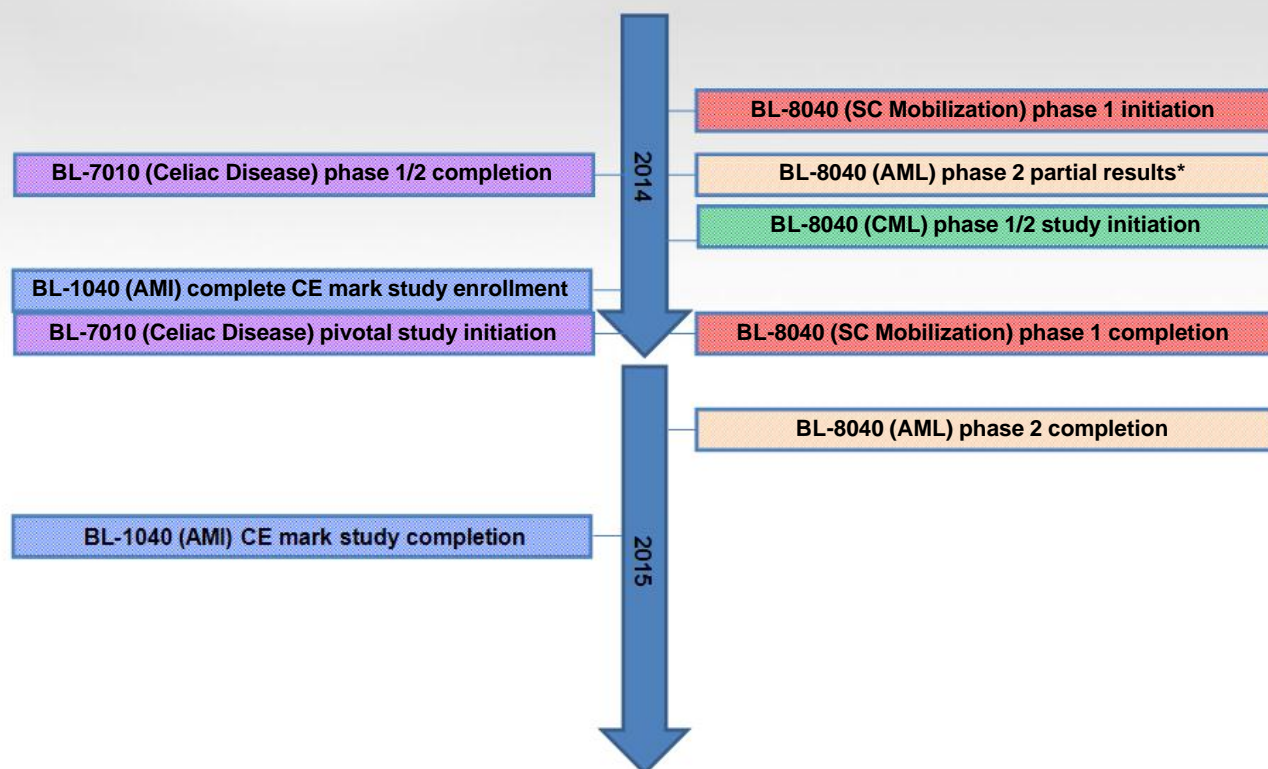 BL-8040 (SC Mobilization) phase 1 initiation
BL-7010 (Celiac Disease) phase 1/2 completion
2014
BL-8040 (AML) phase 2 partial results*
BL-8040 (CML) phase 1/2 study initiation
BL-1040 (AMI) complete CE mark study enrollment
BL-7010 (Celiac Disease) pivotal study initiation
BL-8040 (SC Mobilization) phase 1 completion
BL-8040 (AML) phase 2 completion
BL-1040 (AMI) CE mark study completion
2015